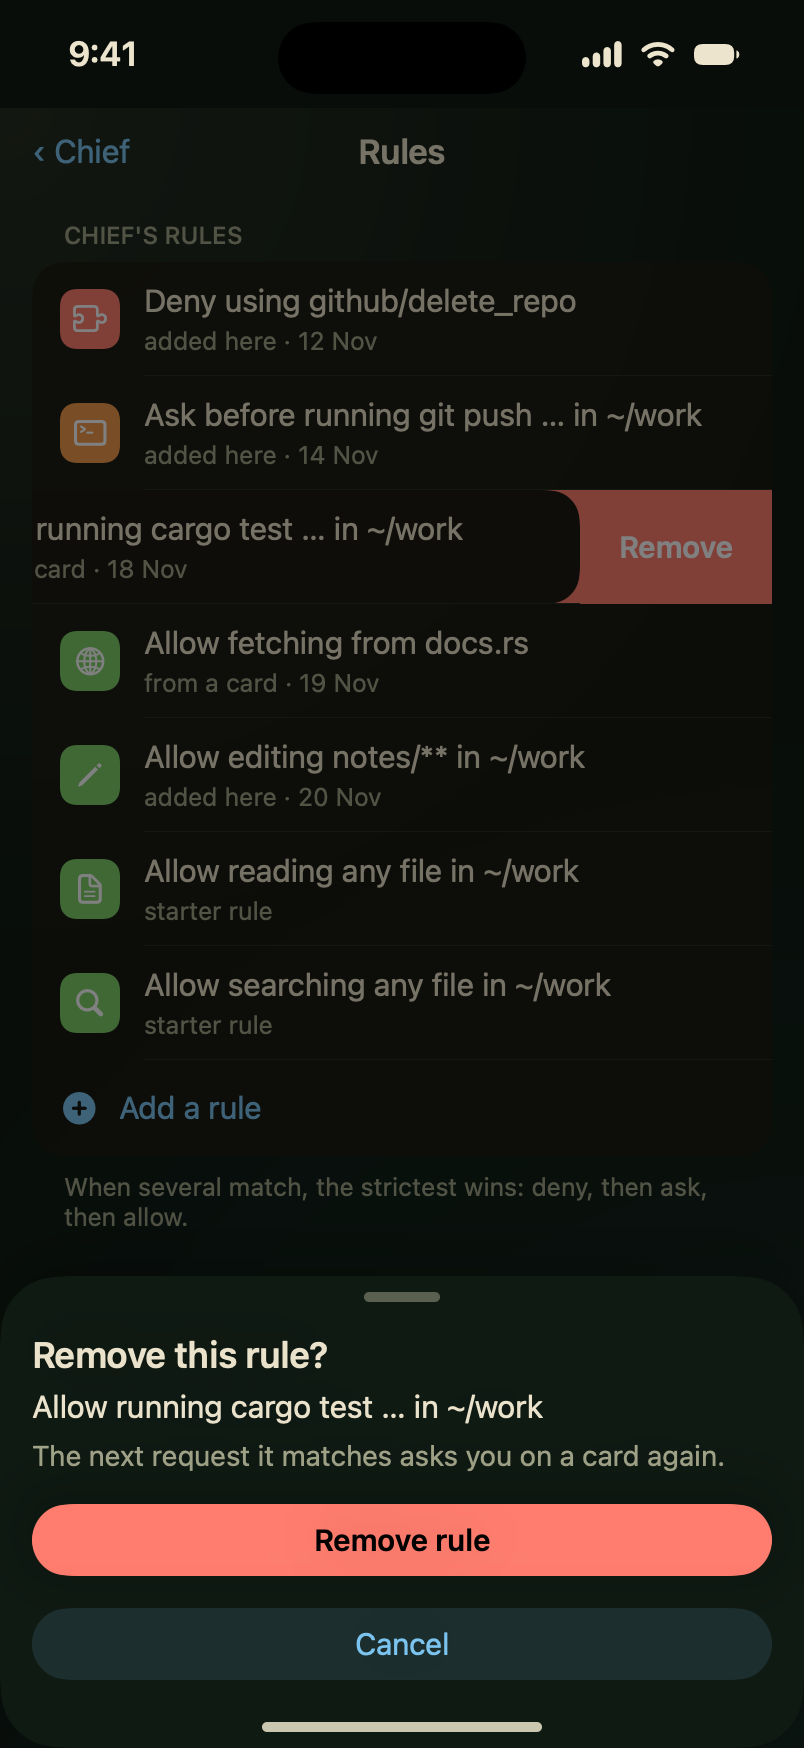 9:41
‹ Chief
Rules
CHIEF'S RULES
Deny using github/delete_repo
added here · 12 Nov
Ask before running git push ... in ~/work
added here · 14 Nov
running cargo test ... in ~/work
card · 18 Nov
Remove
Allow fetching from docs.rs
from a card · 19 Nov
Allow editing notes/** in ~/work
added here · 20 Nov
Allow reading any file in ~/work
starter rule
Allow searching any file in ~/work
starter rule
Add a rule
When several match, the strictest wins: deny, then ask,
then allow.
Remove this rule?
Allow running cargo test ... in ~/work
The next request it matches asks you on a card again.
Remove rule
Cancel